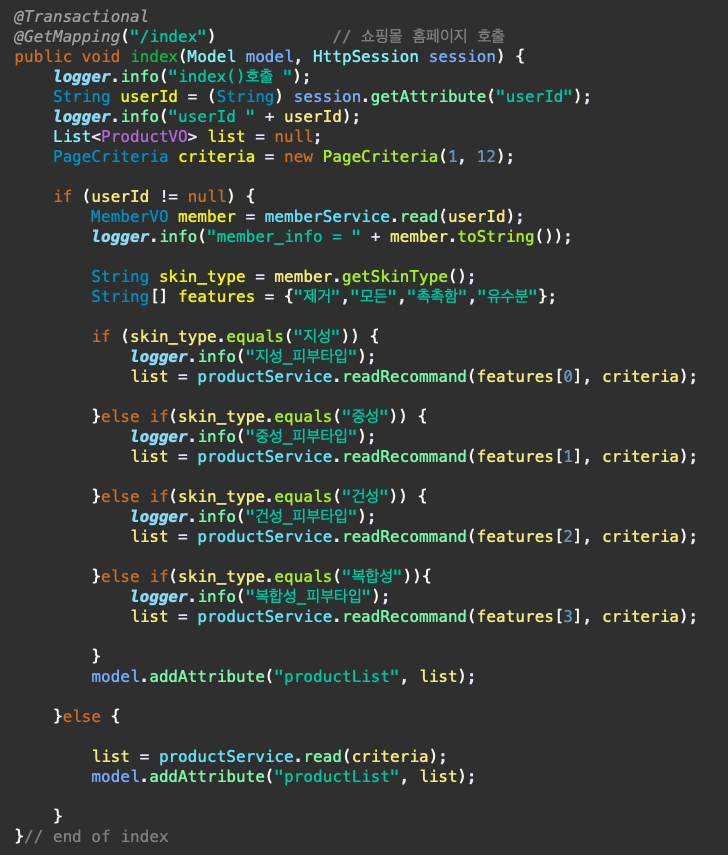 @Transactional
@GetMapping("/index")            // 쇼핑몰 홈페이지 호출
public void index(Model model, HttpSession session) {
    logger.info("index()호출 ");
    String userId = (String) session.getAttribute("userId");
    logger.info("userId " + userId);
    List<ProductVO> list = null;
    PageCriteria criteria = new PageCriteria(1, 12);
    if (userId != null) {
        MemberVO member = memberService.read(userId);
        logger.info("member_info = " + member.toString());
        String skin_type = member.getSkinType();
        String[] features = {"제거","모든","촉촉함","유수분"};
        if (skin_type.equals("지성")) {
            logger.info("지성_피부타입");
            list = productService.readRecommand(features[0], criteria);
        }else if(skin_type.equals("중성")) {
            logger.info("중성_피부타입");
            list = productService.readRecommand(features[1], criteria);
        }else if(skin_type.equals("건성")) {
            logger.info("건성_피부타입");
            list = productService.readRecommand(features[2], criteria);
        }else if(skin_type.equals("복합성")){
            logger.info("복합성_피부타입");
            list = productService.readRecommand(features[3], criteria);
        }
        model.addAttribute("productList", list);
    }else {
        list = productService.read(criteria);
        model.addAttribute("productList", list);
    }
}// end of index